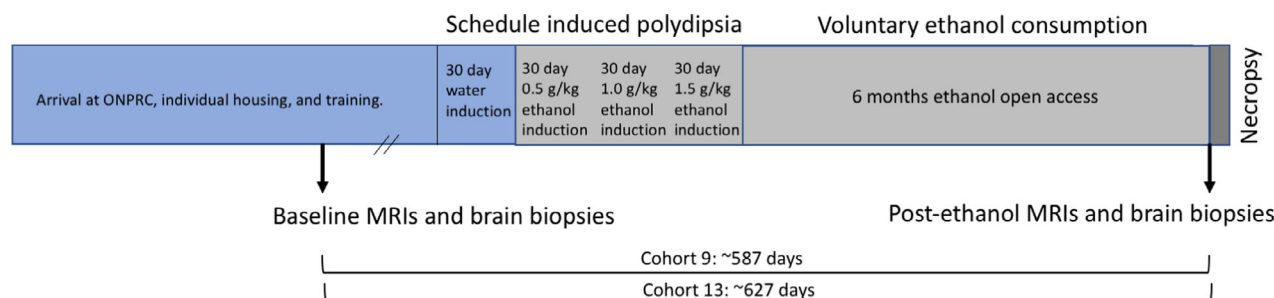 Schedule induced polydipsia
Voluntary ethanol consumption
Arrival at ONPRC, individual housing, and training.
30 day
water
induction
30 day
0.5 g/kg
ethanol
induction
30 day
1.0 g/kg
ethanol
induction
30 day
1.5 g/kg
ethanol
induction
6 months ethanol open access
Necropsy
Baseline MRIs and brain biopsies
Post-ethanol MRIs and brain biopsies
Cohort 9: ~587 days
Cohort 13: ~627 days